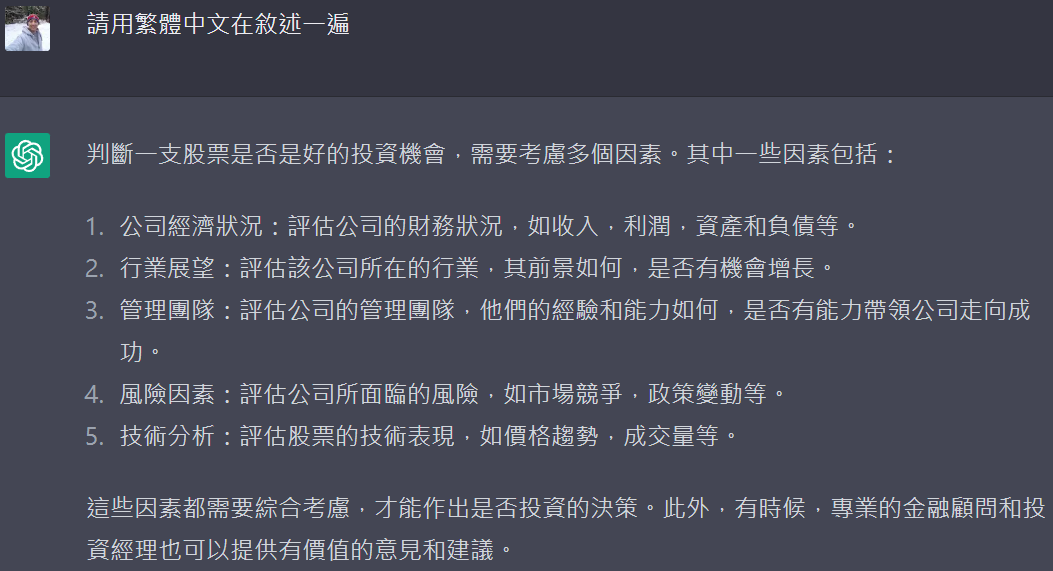 請用繁體中文在敘述一遍
判斷一支股票是否是好的投資機會，需要考慮多個因素。其中一些因素包括：
1. 公司經濟狀況：評估公司的財務狀況，如收入，利潤，資產和負債等。
2. 行業展望：評估該公司所在的行業，其前景如何，是否有機會增長。
3. 管理團隊：評估公司的管理團隊，他們的經驗和能力如何，是否有能力帶領公司走向成
功。
4. 風險因素：評估公司所面臨的風險，如市場競爭，政策變動等。
5. 技術分析：評估股票的技術表現，如價格趨勢，成交量等。
這些因素都需要綜合考慮，才能作出是否投資的決策。此外，有時候，專業的金融顧問和投
資經理也可以提供有價值的意見和建議。